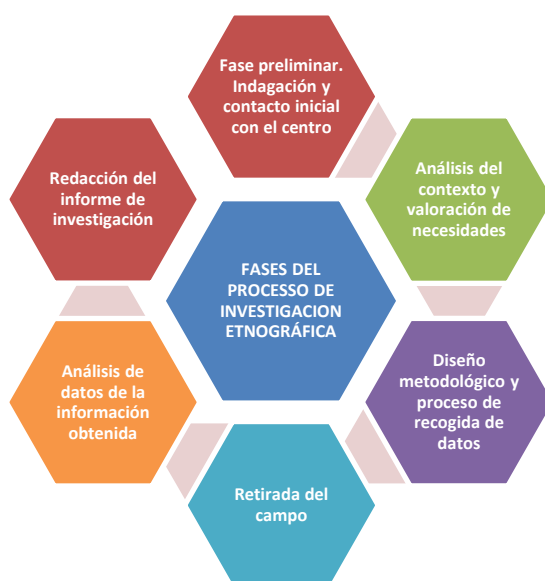 Fase preliminar.
Indagación y
contacto inicial
con el centro
Análisis del
contexto y
valoración de
necesidades
Diseño
metodológico y
proceso de
recogida de
datos
Retirada del
campo
Análisis de
datos de la
información
obtenida
Redacción del
informe de
investigación
FASES DEL
PROCESSO DE
INVESTIGACION
ETNOGRÁFICA